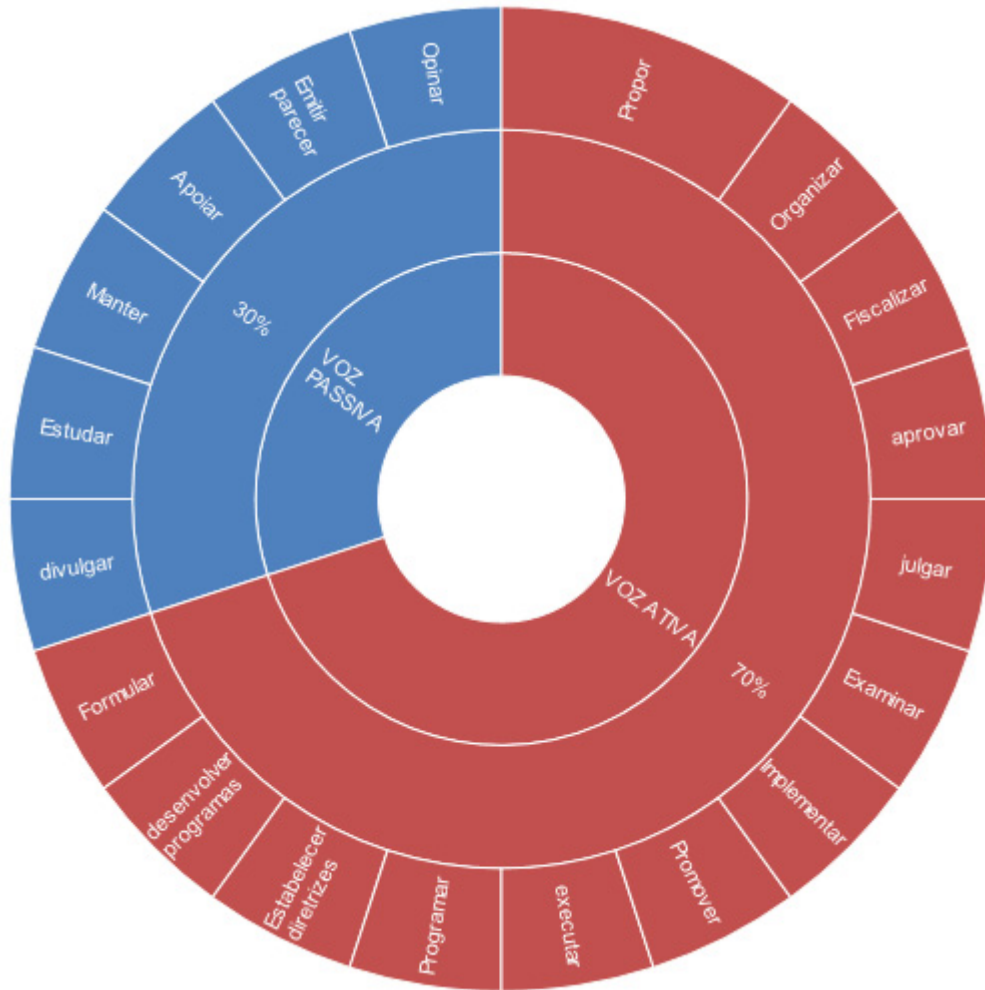 Propor
Organizar
Fiscalizar
aprovar
julgar
Examinar
Implementar
Promover
executar
Programar
Estabelecer
diretrizes
desenvolver
programas
Formular
divulgar
Estudar
Manter
Apoiar
Emitir
parecer
Opinar
70%
30%
VOZ ATIVA
VOZ
PASSIVA